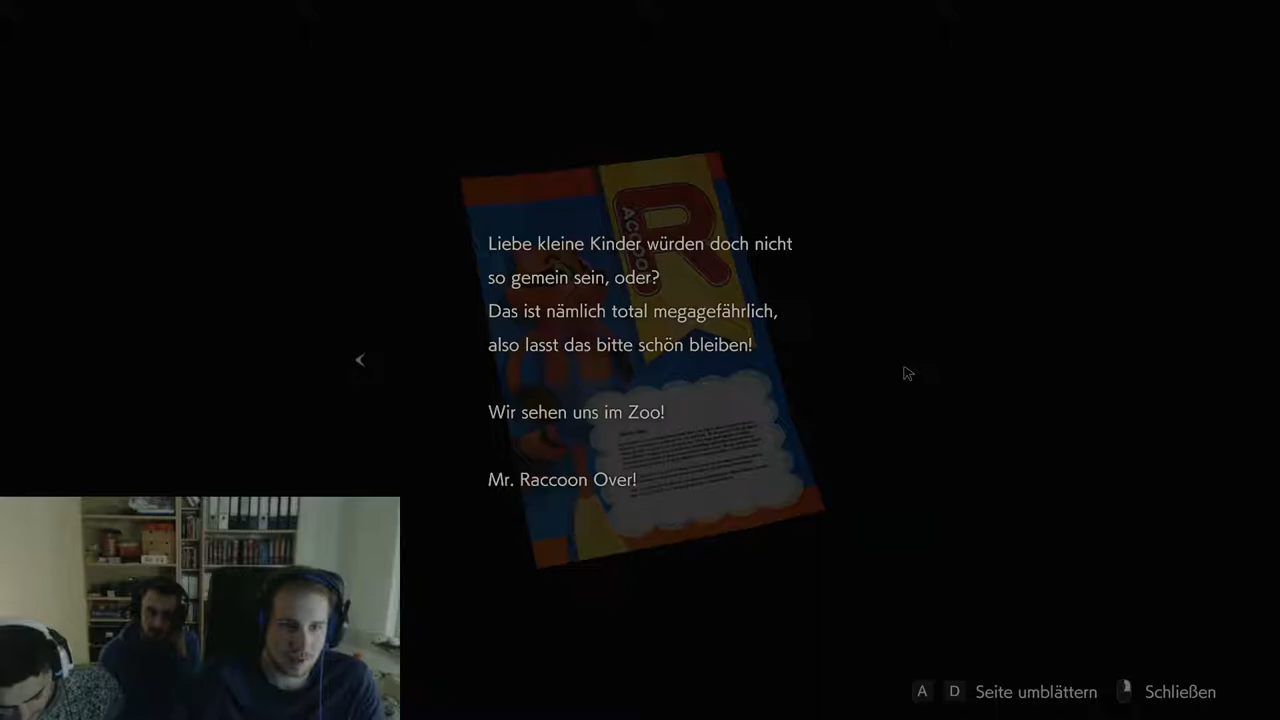 R
ACCOON
Liebe kleine Kinder würden doch nicht
so gemein sein, oder?
Das ist nämlich total megagefährlich,
also lasst das bitte schön bleiben!
Wir sehen uns im Zoo!
Mr. Raccoon Over!
A D Seite umblättern Schließen